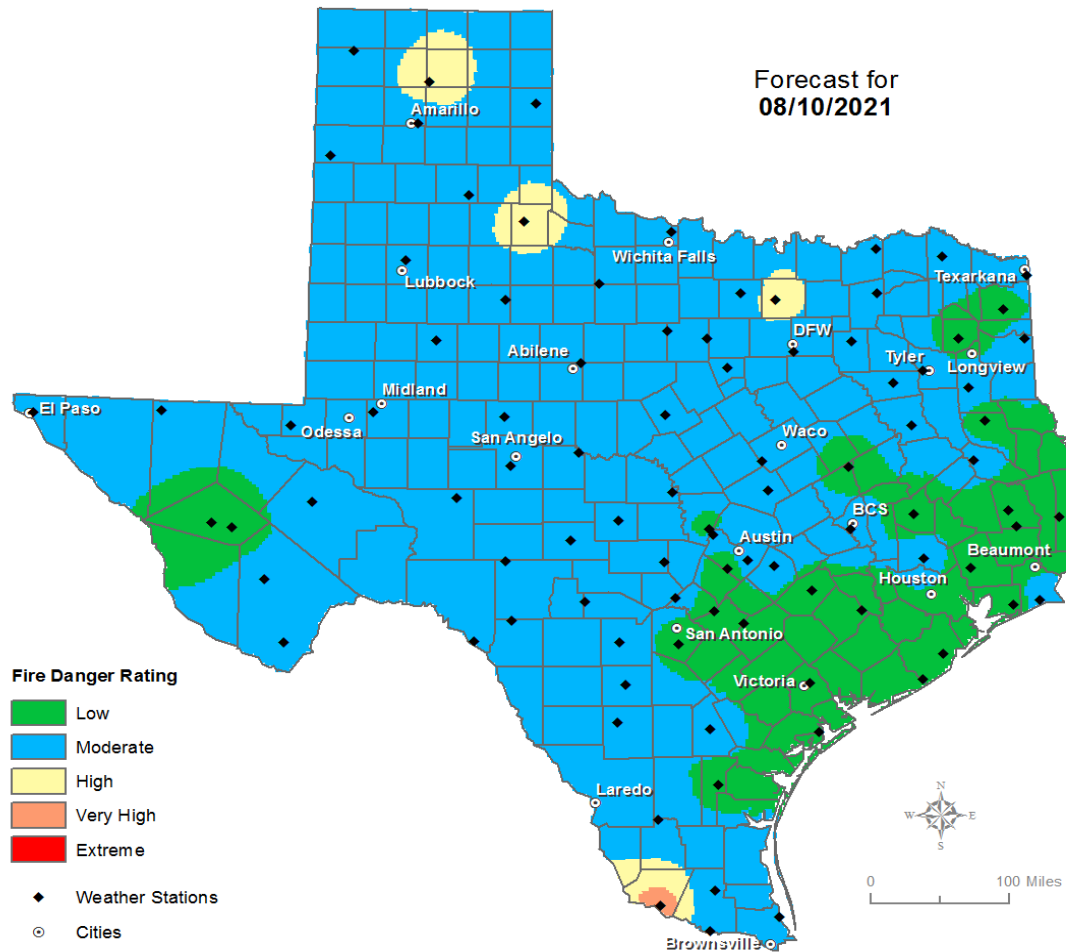 Forecast for
08/10/2021
Amarillo
Wichita Falls
Lubbock
Texarkana
DFW
Abilene
Tyler
Longview
Midland
El Paso
Odessa
San Angelo
Waco
BCS
Austin
Beaumont
Houston
San Antonio
Victoria
Laredo
Brownsville
Fire Danger Rating
Low
Moderate
High
Very High
Extreme
Weather Stations
Cities
N
W E
S
0 100 Miles